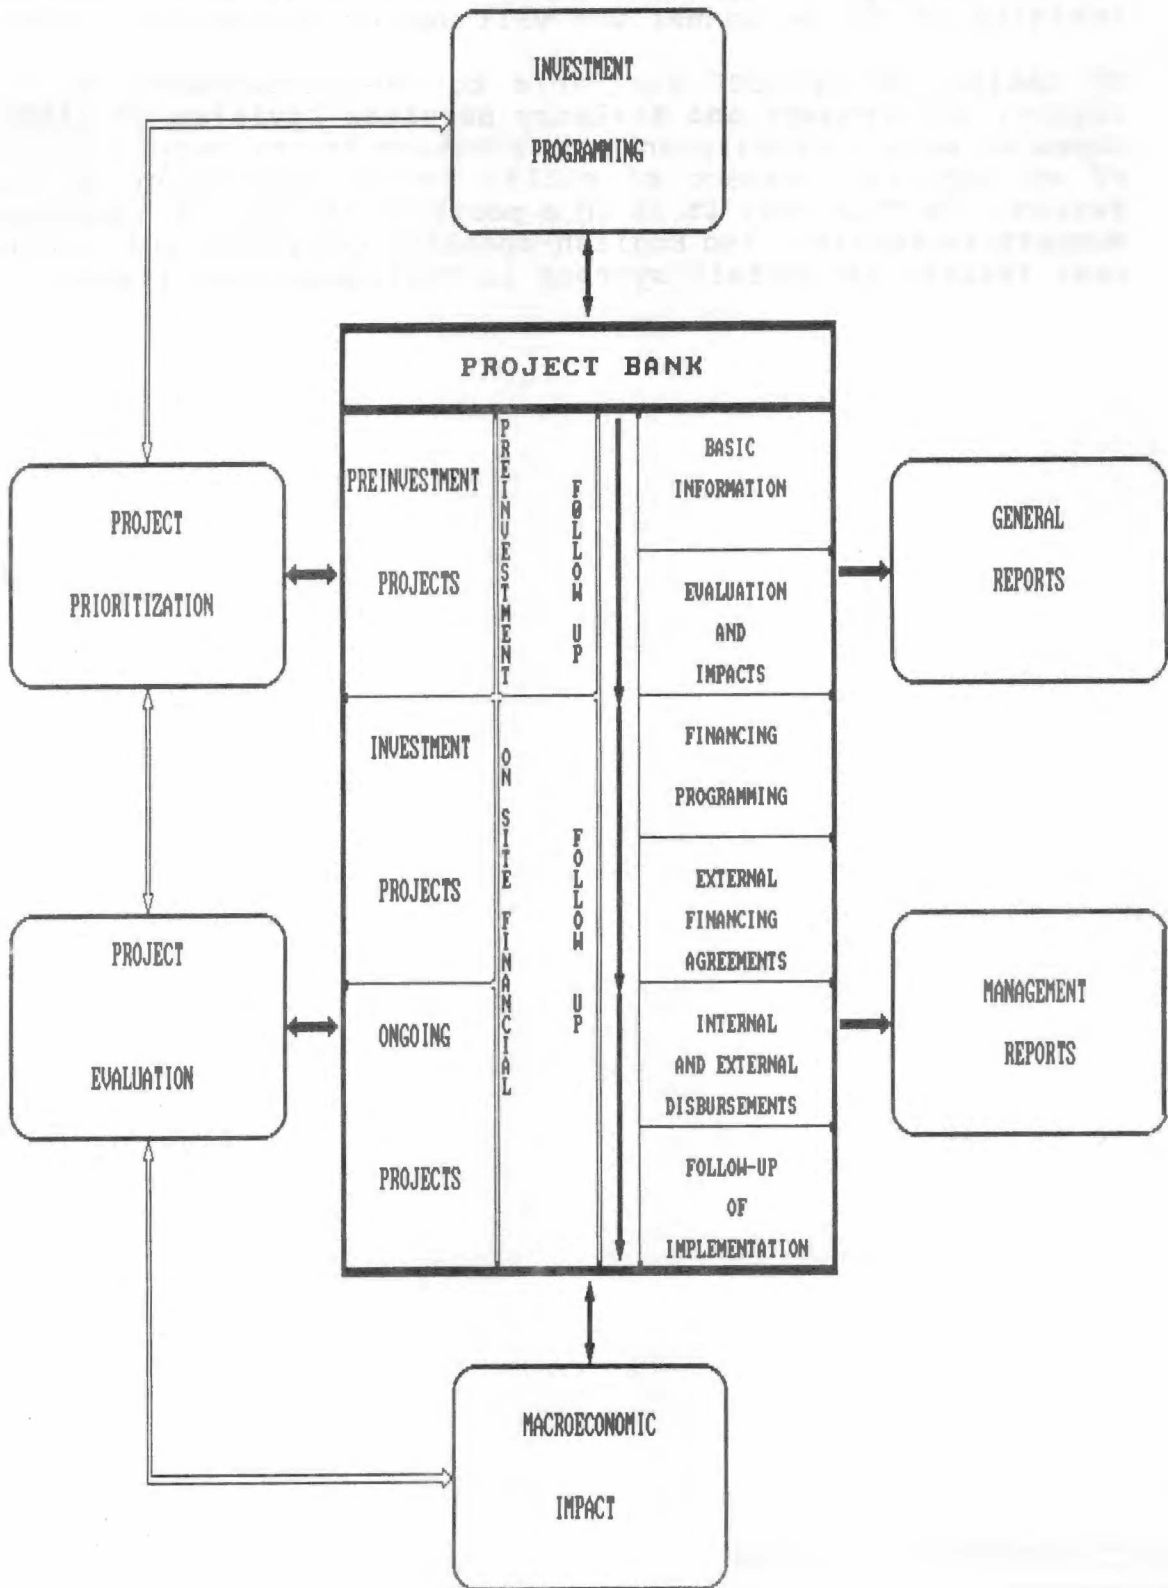 INVESTMENT
PROGRAMMING
PROJECT BANK
PREINVESTMENT
PROJECTS
PREINVESTMENT
FOLLOW UP
BASIC
INFORMATION
EVALUATION
AND
IMPACTS
INVESTMENT
PROJECTS
ON SITE FINANCIAL
FOLLOW UP
FINANCING
PROGRAMMING
EXTERNAL
FINANCING
AGREEMENTS
ONGOING
PROJECTS
INTERNAL
AND EXTERNAL
DISBURSEMENTS
FOLLOW-UP
OF
IMPLEMENTATION
PROJECT
PRIORITIZATION
GENERAL
REPORTS
PROJECT
EVALUATION
MANAGEMENT
REPORTS
MACROECONOMIC
IMPACT